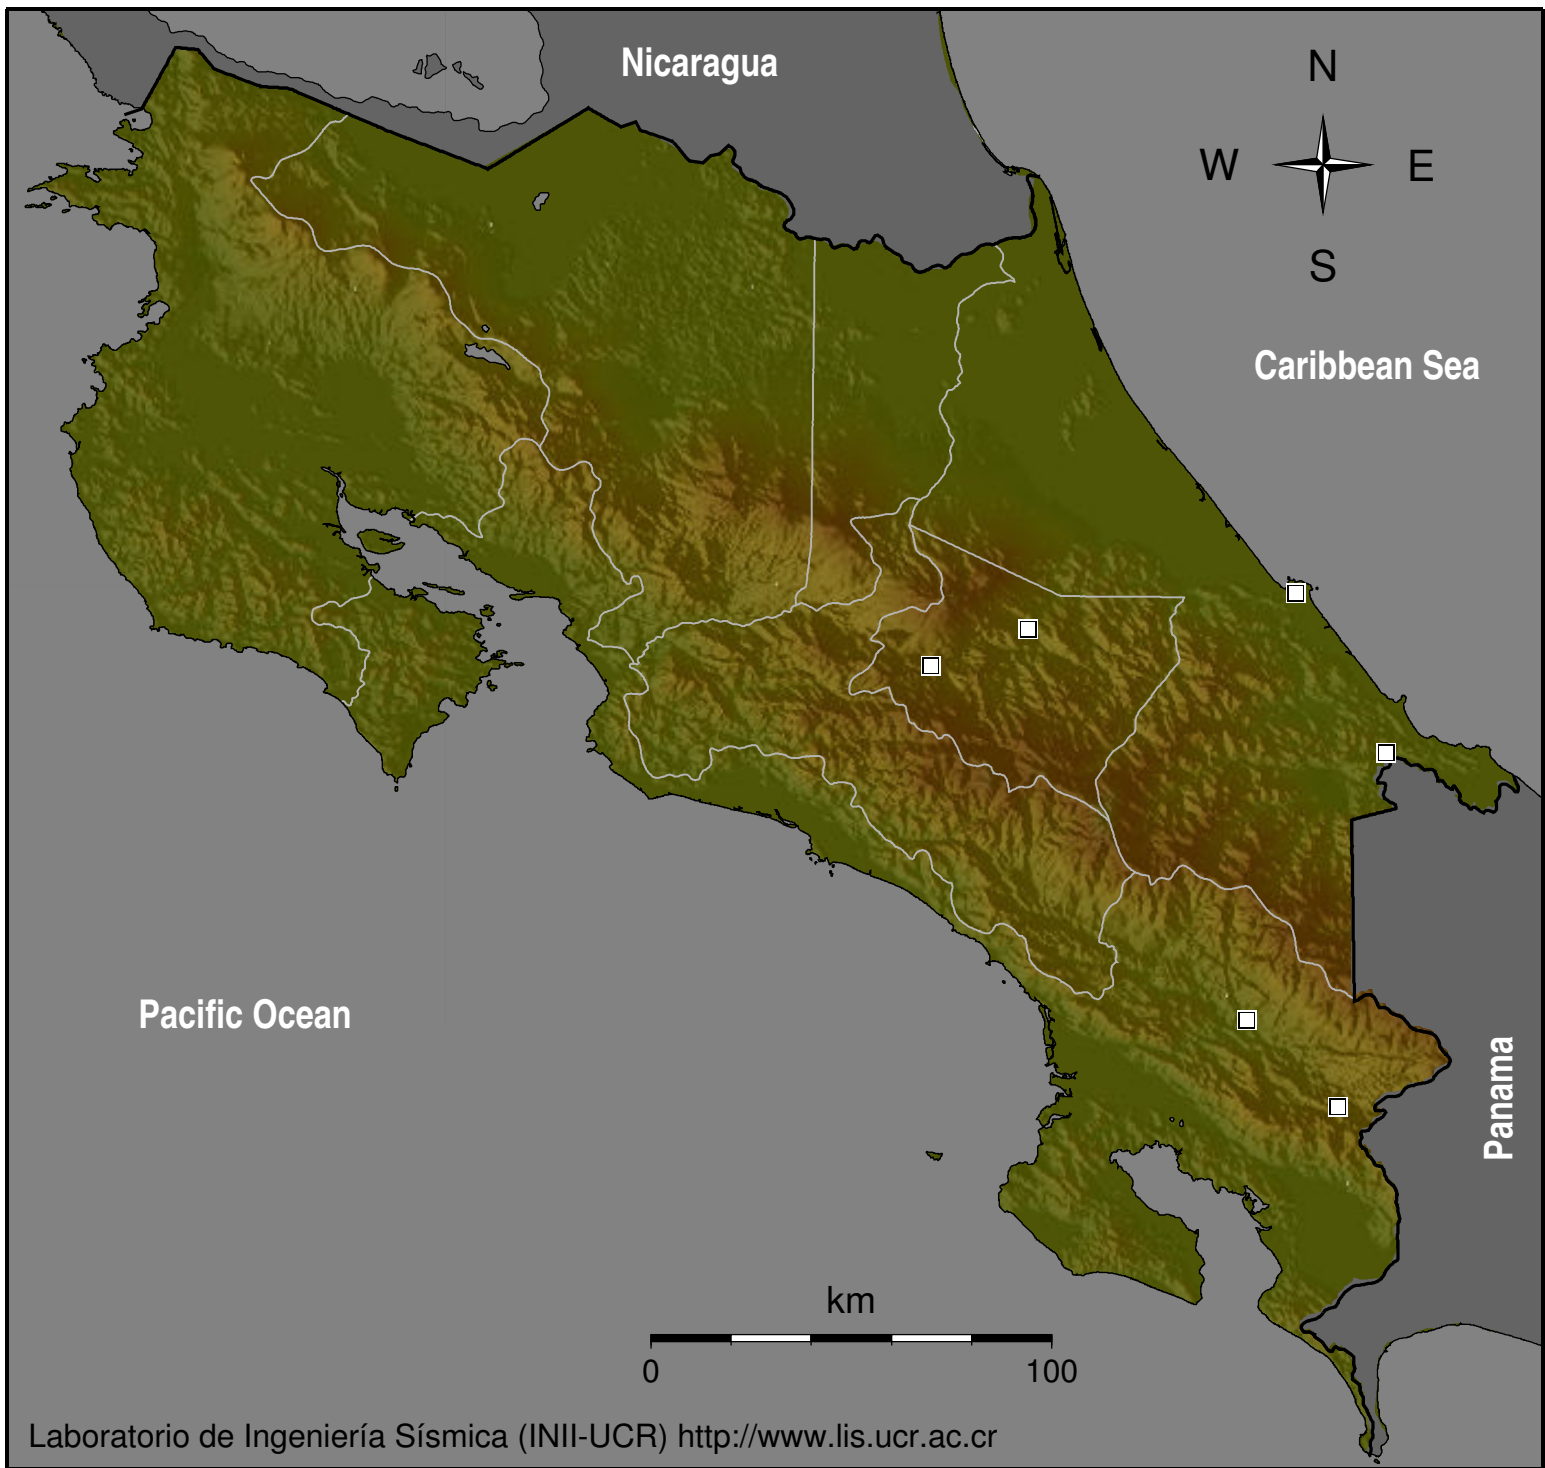 Nicaragua
N
W E
S
Caribbean Sea
Pacific Ocean
Panama
km
0 100
Laboratorio de Ingeniería Sísmica (INII-UCR) http://www.lis.ucr.ac.cr